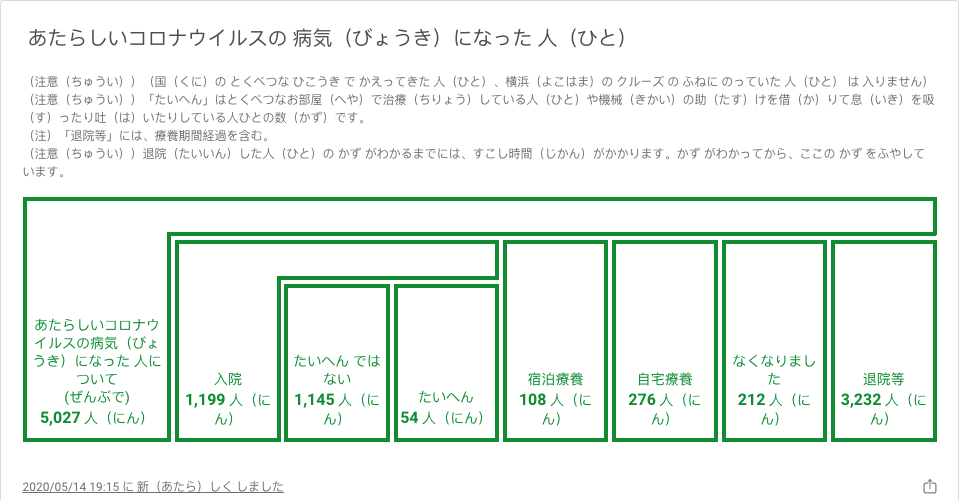 あたらしいコロナウイルスの 病気（びょうき）になった 人（ひと）
（注意（ちゅうい））（国（くに）の とくべつな ひこうき で かえってきた 人（ひと）、横浜（よこはま）の クルーズ の ふねに のっていた 人（ひと） は 入りません）
（注意（ちゅうい））「たいへん」はとくべつなお部屋（へや）で治療（ちりょう）している人（ひと）や機械（きかい）の助（たす）けを借（か）りて息（いき）を吸
（す）ったり吐（は）いたりしている人ひとの数（かず）です。
（注）「退院等」には、療養期間経過を含む。
（注意（ちゅうい））退院（たいいん）した人（ひと）の かず がわかるまでには、すこし時間（じかん）がかかります。かず がわかってから、ここの かず をふやして
います。
あたらしいコロナウ
イルスの病気（びょ
うき）になった 人に
ついて
(ぜんぶで)
5,027 人（にん）
入院
1,199 人（に
ん）
たいへん では
ない
1,145 人（に
ん）
たいへん
54 人（にん）
宿泊療養
108 人（に
ん）
自宅療養
276 人（に
ん）
なくなりまし
た
212 人（に
ん）
退院等
3,232 人（に
ん）
2020/05/14 19:15 に 新（あたら）しく しました